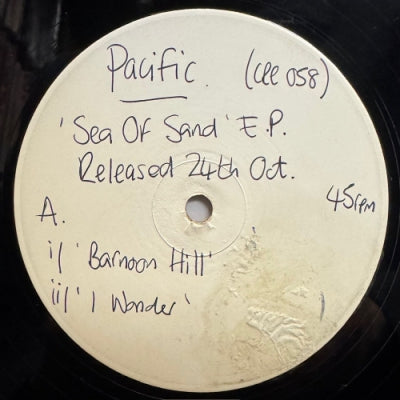 Pacific. (cre 058)
'Sea Of Sand' E.P.
Released 24th Oct.
A. 45rpm
i/ 'Barnoon Hill'
ii/ 'I Wonder'